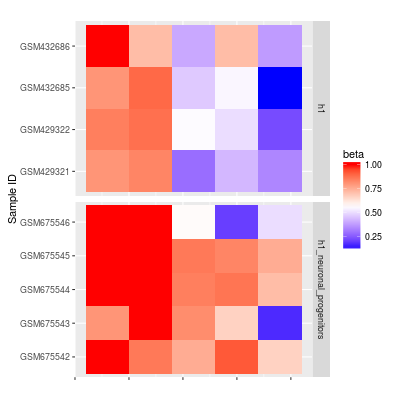 GSM432686
GSM432685
GSM429322
GSM429321
h1
GSM675546
GSM675545
GSM675544
GSM675543
GSM675542
h1_neuronal_progenitors
Sample ID
beta
1.00
0.75
0.50
0.25